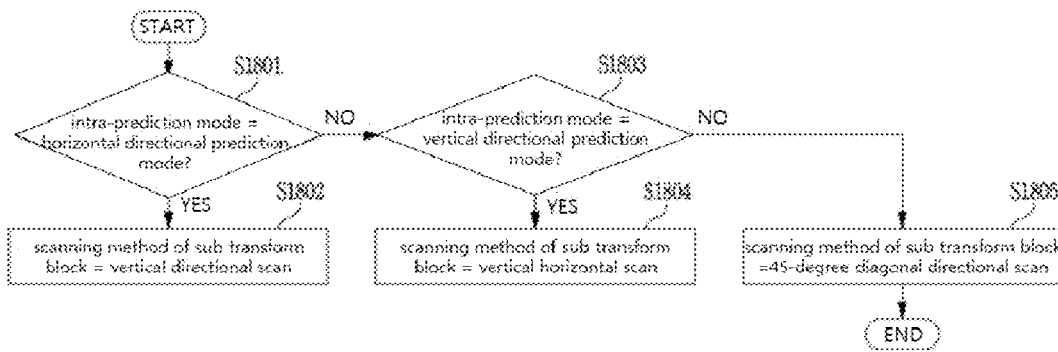 START
S1801
intra-prediction mode =
horizontal directional prediction
mode?
NO
YES
S1802
scanning method of sub transform
block = vertical directional scan
S1803
intra-prediction mode =
vertical directional prediction
mode?
NO
YES
S1804
scanning method of sub transform
block = vertical horizontal scan
S1805
scanning method of sub transform block
=45-degree diagonal directional scan
END